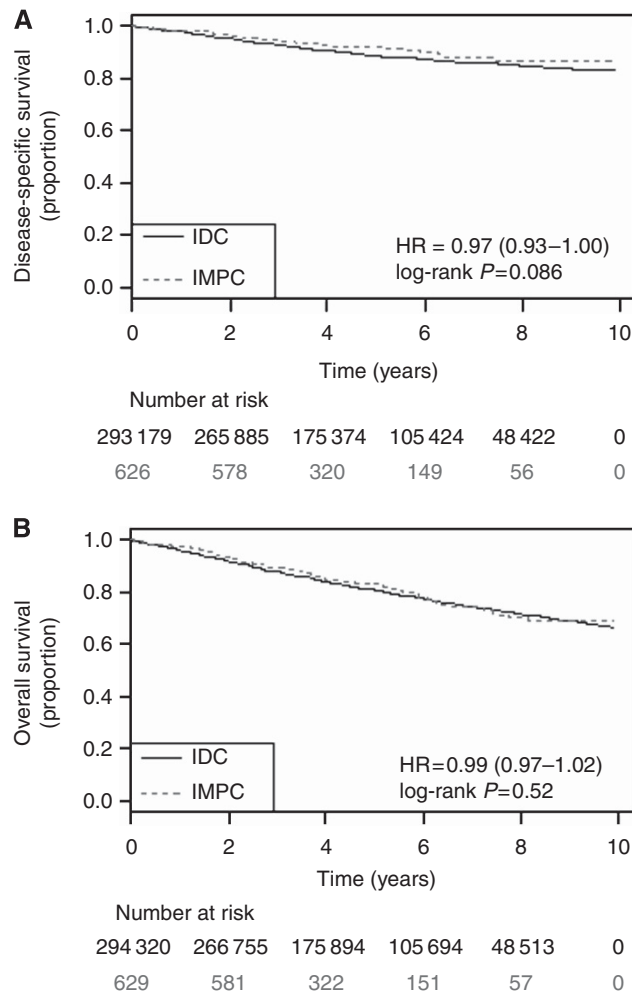 A
Disease-specific survival
(proportion)
1.0
0.8
0.6
0.4
0.2
0.0
IDC
IMPC
HR = 0.97 (0.93–1.00)
log-rank P=0.086
0 2 4 6 8 10
Time (years)
Number at risk
293 179 265 885 175 374 105 424 48 422 0
626 578 320 149 56 0
B
Overall survival
(proportion)
1.0
0.8
0.6
0.4
0.2
0.0
IDC
IMPC
HR=0.99 (0.97–1.02)
log-rank P=0.52
0 2 4 6 8 10
Time (years)
Number at risk
294 320 266 755 175 894 105 694 48 513 0
629 581 322 151 57 0